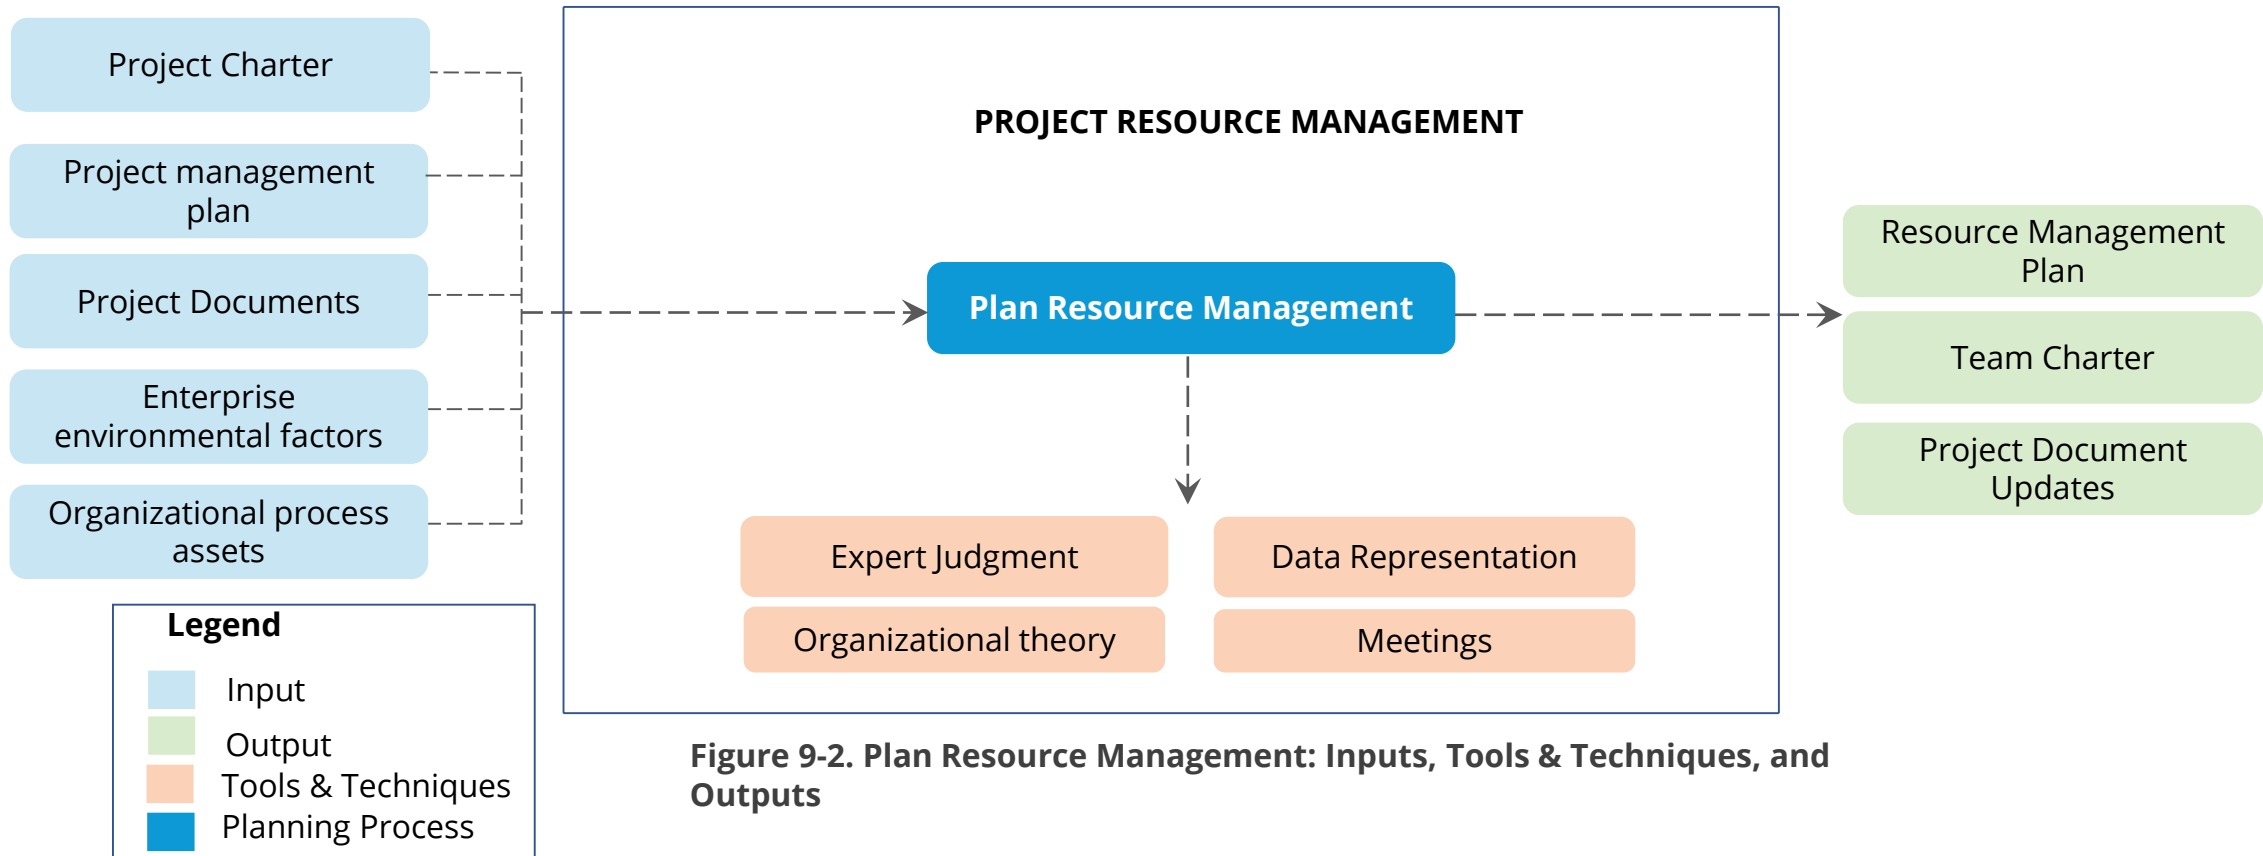 Project Charter
Project management
plan
Project Documents
Enterprise
environmental factors
Organizational process
assets
PROJECT RESOURCE MANAGEMENT
Plan Resource Management
Expert Judgment
Data Representation
Organizational theory
Meetings
Resource Management
Plan
Team Charter
Project Document
Updates
Legend
Input
Output
Tools & Techniques
Planning Process
Figure 9-2. Plan Resource Management: Inputs, Tools & Techniques, and
Outputs